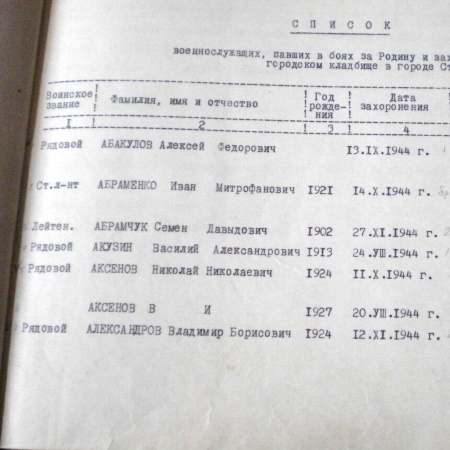 СПИСОК
военнослужащих, павших в боях за Родину и зах
городском кладбище в городе Ст
Воинское звание ! Фамилия, имя и отчество ! Год рожде-ния ! Дата захоронения !
I ! 2 ! 3 ! 4
Рядовой АБАКУЛОВ Алексей Федорович 13.IX.1944 г.
Ст.л-нт АБРАМЕНКО Иван Митрофанович 1921 14.X.1944 г.
Лейтен. АБРАМЧУК Семен Давыдович 1902 27.XI.1944 г.
Рядовой АКУЗИН Василий Александрович 1913 24.УШ.1944 г.
Рядовой АКСЕНОВ Николай Николаевич 1924 II.X.1944 г.
АКСЕНОВ В И 1927 20.УШ.1944 г.
Рядовой АЛЕКСАНДРОВ Владимир Борисович 1924 12.XI.1944 г.